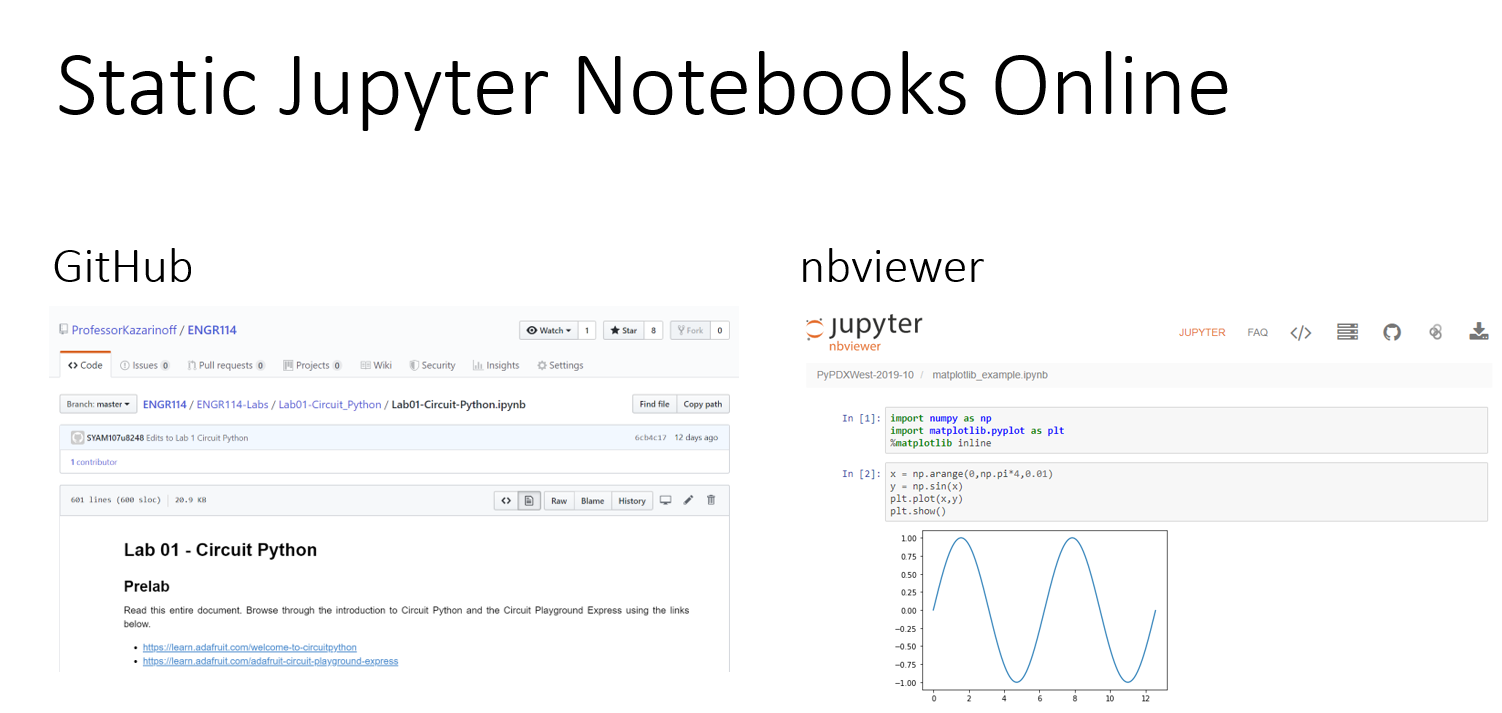 Static Jupyter Notebooks Online
GitHub
ProfessorKazarinoff / ENGR114
Watch 1 Star 8 Fork 0
Code Issues 0 Pull requests 0 Projects 0 Wiki Security Insights Settings
Branch: master ENGR114 / ENGR114-Labs / Lab01-Circuit_Python / Lab01-Circuit-Python.ipynb Find file Copy path
SYAM107u8248 Edits to Lab 1 Circuit Python 6cb4c17 12 days ago
1 contributor
601 lines (600 sloc) 20.9 KB Raw Blame History
Lab 01 - Circuit Python
Prelab
Read this entire document. Browse through the introduction to Circuit Python and the Circuit Playground Express using the links
below.
• https://learn.adafruit.com/welcome-to-circuitpython
• https://learn.adafruit.com/adafruit-circuit-playground-express
nbviewer
jupyter
nbviewer
JUPYTER FAQ </>
PyPDXWest-2019-10 / matplotlib_example.ipynb
In [1]: import numpy as np
import matplotlib.pyplot as plt
%matplotlib inline
In [2]: x = np.arange(0,np.pi*4,0.01)
y = np.sin(x)
plt.plot(x,y)
plt.show()
1.00
0.75
0.50
0.25
0.00
−0.25
−0.50
−0.75
−1.00
0 2 4 6 8 10 12